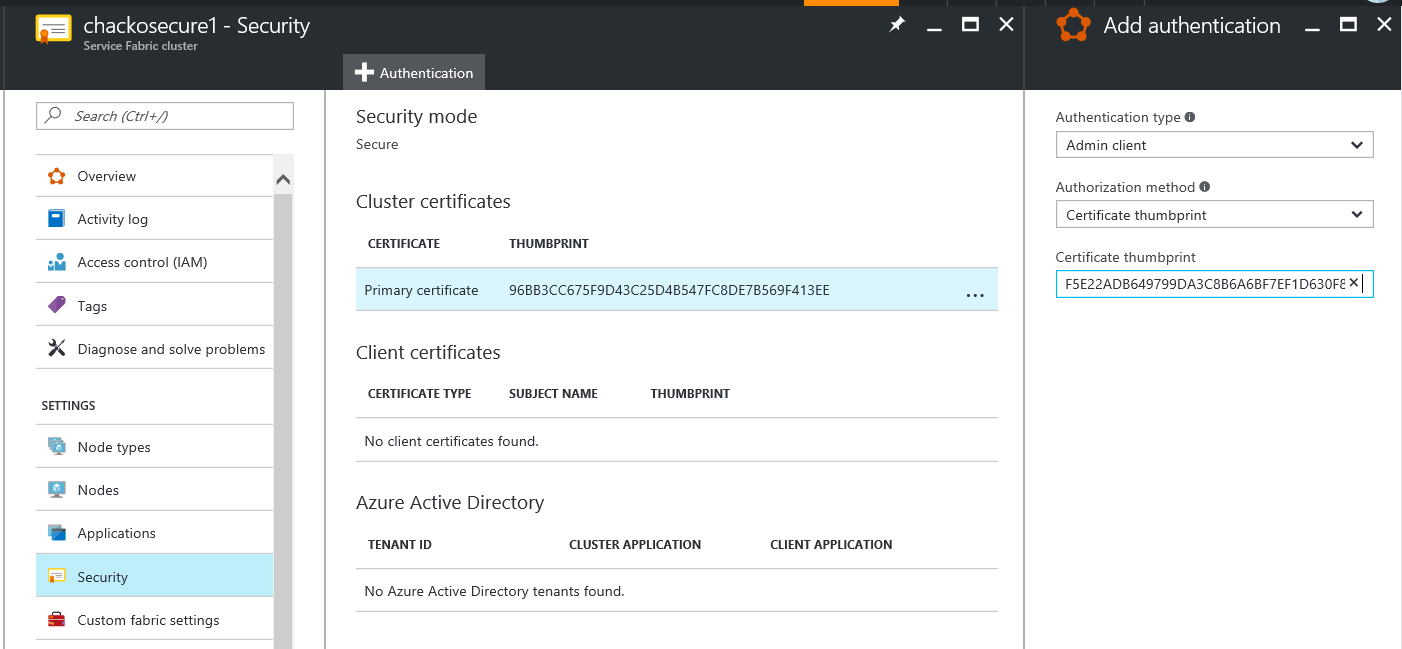 chackosecure1 - Security
Service Fabric cluster
Authentication
Search (Ctrl+/)
Overview
Activity log
Access control (IAM)
Tags
Diagnose and solve problems
SETTINGS
Node types
Nodes
Applications
Security
Custom fabric settings
Security mode
Secure
Cluster certificates
CERTIFICATE THUMBPRINT
Primary certificate 96BB3CC675F9D43C25D4B547FC8DE7B569F413EE ...
Client certificates
CERTIFICATE TYPE SUBJECT NAME THUMBPRINT
No client certificates found.
Azure Active Directory
TENANT ID CLUSTER APPLICATION CLIENT APPLICATION
No Azure Active Directory tenants found.
Add authentication
Authentication type
Admin client
Authorization method
Certificate thumbprint
Certificate thumbprint
F5E22ADB649799DA3C8B6A6BF7EF1D630F8